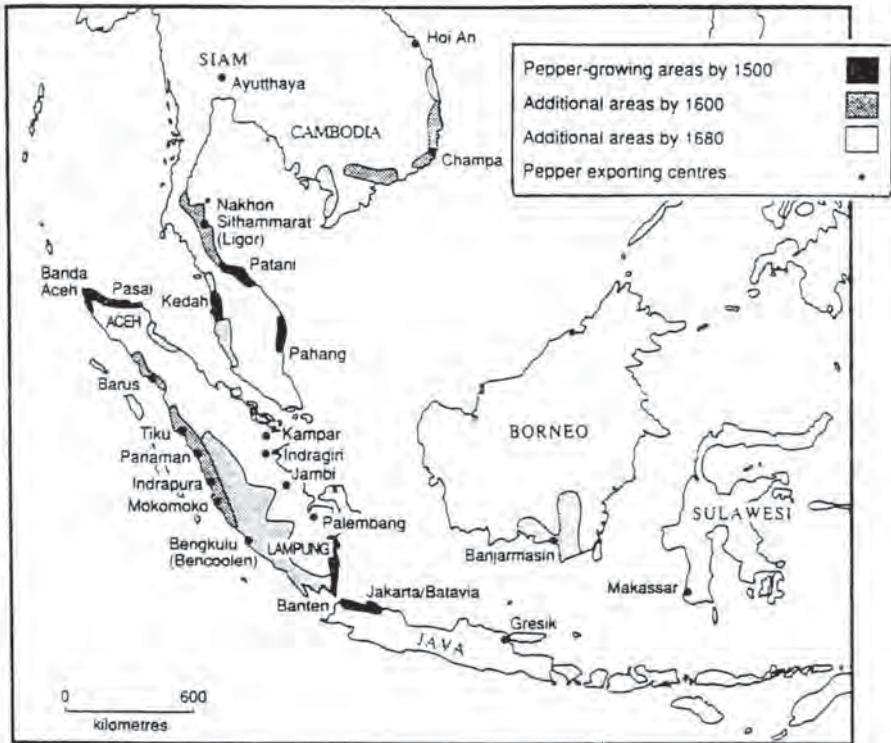 Hoi An
SIAM
Ayutthaya
Pepper-growing areas by 1500
Additional areas by 1600
Additional areas by 1680
Pepper exporting centres
CAMBODIA
Champa
Nakhon
Sithammarat
(Ligor)
Patani
Banda
Aceh
Pasai
Kedah
ACEH
Pahang
Barus
Tiku
Kampar
BORNEO
Pariaman
Indragiri
Jambi
Indrapura
Mokomoko
Palembang
SULAWESI
Bengkulu
(Bencoolen)
LAMPUNG
Banjarmasin
Makassar
Banten
Jakarta/Batavia
Gresik
JAVA
0 600
kilometres